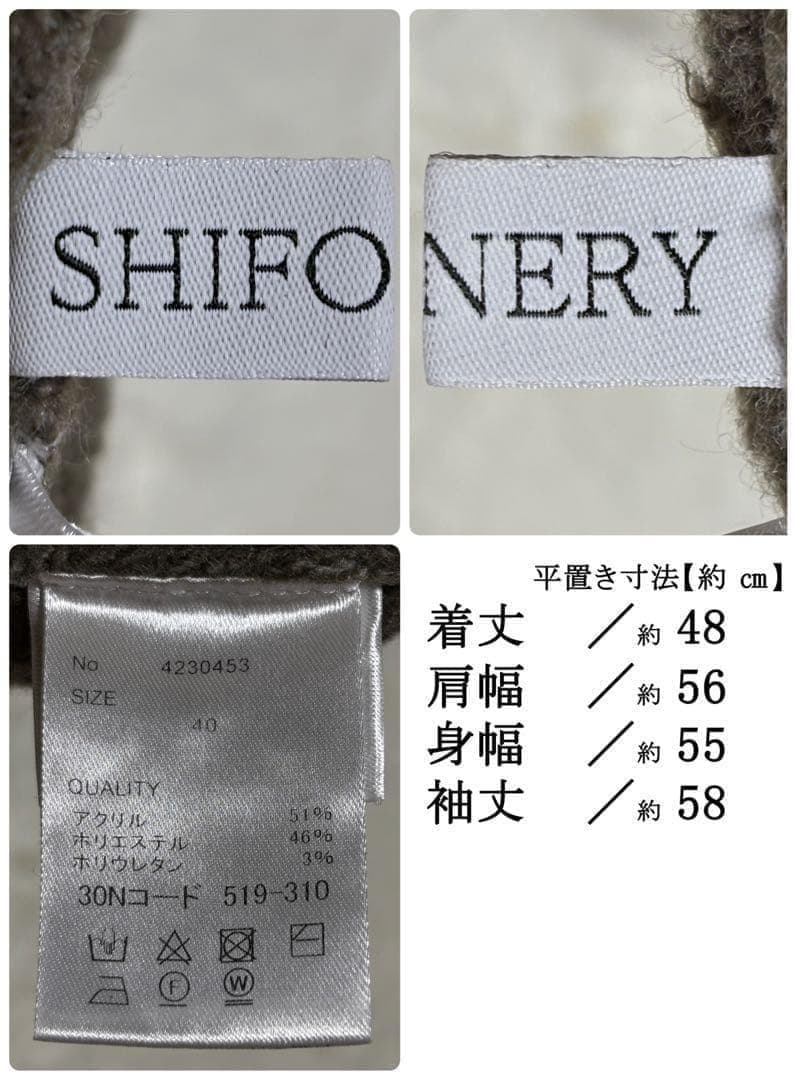 SHIFO
NERY
No 4230453
SIZE
40
QUALITY
アクリル 51%
ポリエステル 46%
ポリウレタン 3%
30Nコード 519-310
F W
平置き寸法【約 cm】
着丈 ／約 48
肩幅 ／約 56
身幅 ／約 55
袖丈 ／約 58